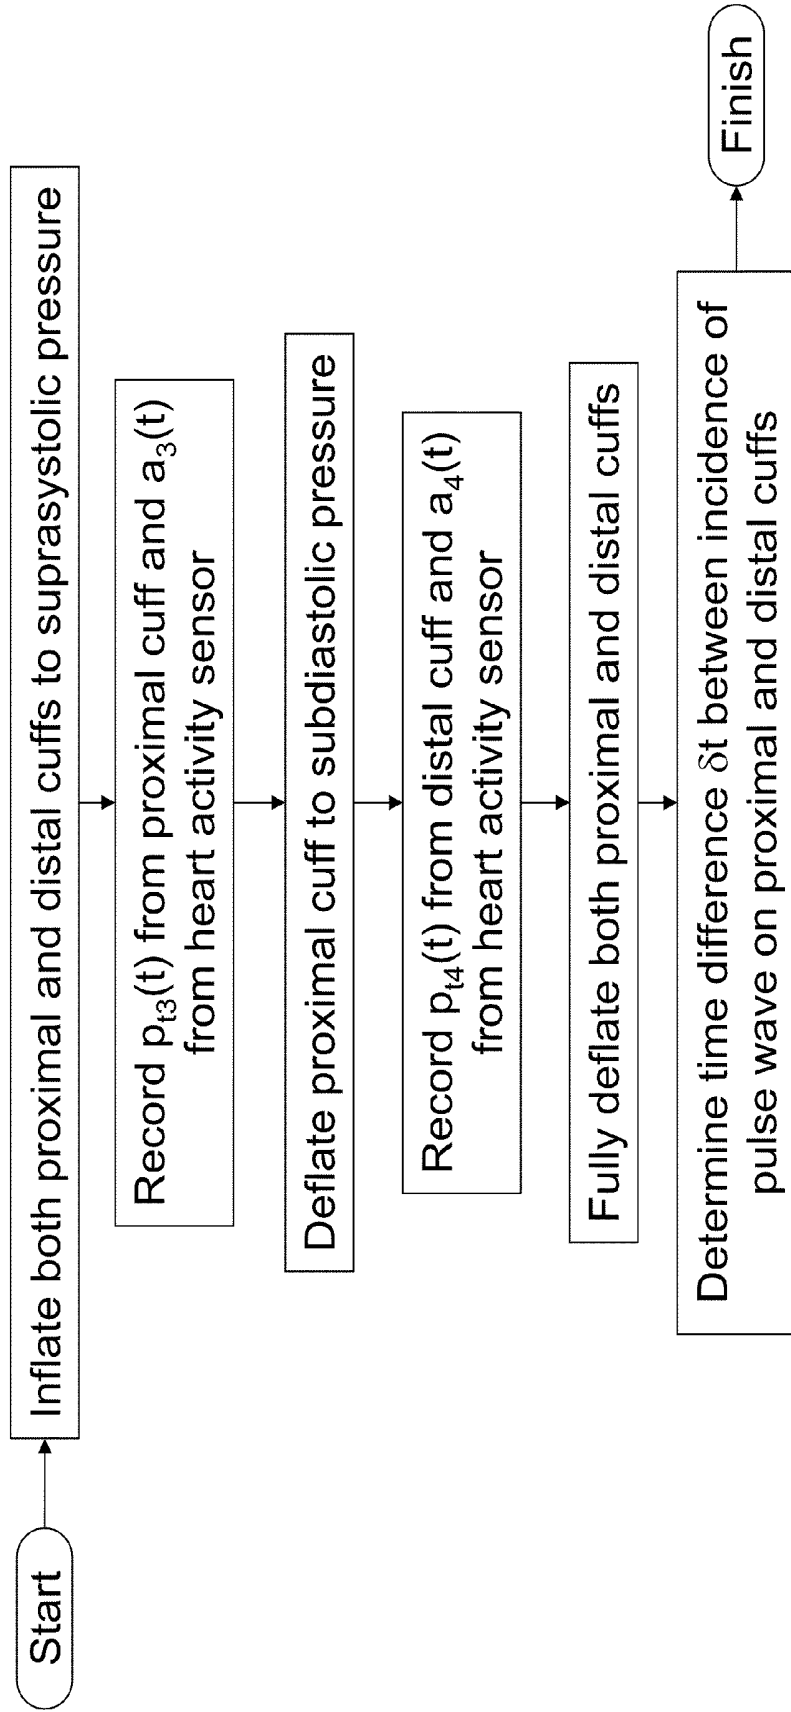 Start
Inflate both proximal and distal cuffs to suprasystolic pressure
Record p_t3(t) from proximal cuff and a_3(t)
from heart activity sensor
Deflate proximal cuff to subdiastolic pressure
Record p_t4(t) from distal cuff and a_4(t)
from heart activity sensor
Fully deflate both proximal and distal cuffs
Determine time difference δt between incidence of
pulse wave on proximal and distal cuffs
Finish